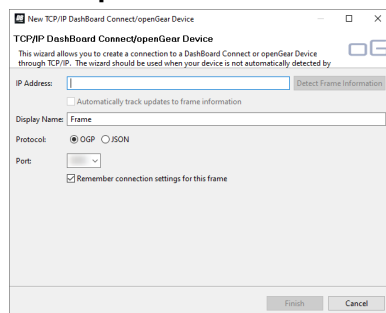 New TCP/IP DashBoard Connect/openGear Device
TCP/IP DashBoard Connect/openGear Device
This wizard allows you to create a connection to a DashBoard Connect or openGear Device
through TCP/IP. The wizard should be used when your device is not automatically detected by
IP Address:
Detect Frame Information
Automatically track updates to frame information
Display Name: Frame
Protocol: OGP JSON
Port:
Remember connection settings for this frame
Finish Cancel